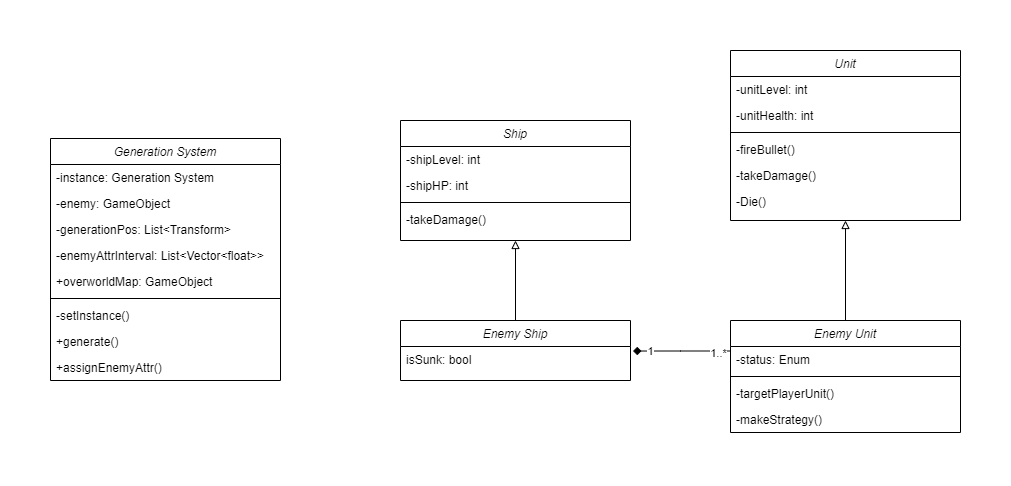 Generation System
-instance: Generation System
-enemy: GameObject
-generationPos: List<Transform>
-enemyAttrInterval: List<Vector<float>>
+overworldMap: GameObject
-setInstance()
+generate()
+assignEnemyAttr()
Ship
-shipLevel: int
-shipHP: int
-takeDamage()
Enemy Ship
isSunk: bool
1
1..*
Unit
-unitLevel: int
-unitHealth: int
-fireBullet()
-takeDamage()
-Die()
Enemy Unit
-status: Enum
-targetPlayerUnit()
-makeStrategy()